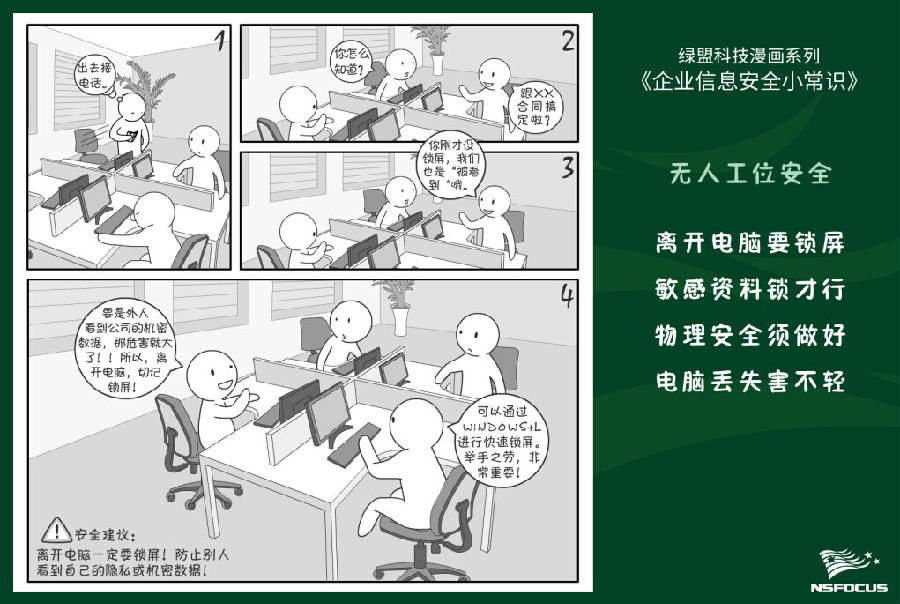 1
出去接
电话。
2
你怎么
知道?
跟XX
合同搞
定啦?
3
你刚才没
锁屏,我们
也是“被看
到“哦。
4
要是外人
看到公司的机密
数据,那危害就大
了!!所以,离
开电脑,切记
锁屏!
可以通过
WINDOWS+L
进行快速锁屏。
举手之劳,非
常重要!
安全建议:
离开电脑一定要锁屏!防止别人
看到自己的隐私或机密数据!
绿盟科技漫画系列
《企业信息安全小常识》
无人工位安全
离开电脑要锁屏
敏感资料锁才行
物理安全须做好
电脑丢失害不轻
NSFOCUS